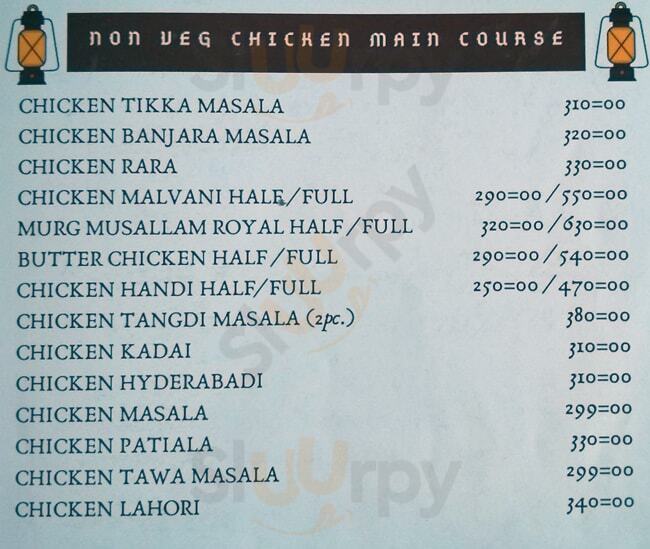 NON VEG CHICKEN MAIN COURSE
CHICKEN TIKKA MASALA 310=00
CHICKEN BANJARA MASALA 320=00
CHICKEN RARA 330=00
CHICKEN MALVANI HALF/FULL 290=00/550=00
MURG MUSALLAM ROYAL HALF/FULL 320=00/630=00
BUTTER CHICKEN HALF/FULL 290=00/540=00
CHICKEN HANDI HALF/FULL 250=00/470=00
CHICKEN TANGDI MASALA (2pc.) 380=00
CHICKEN KADAI 310=00
CHICKEN HYDERABADI 310=00
CHICKEN MASALA 299=00
CHICKEN PATIALA 330=00
CHICKEN TAWA MASALA 299=00
CHICKEN LAHORI 340=00
Sluurpy
Sluurpy
Sluurpy